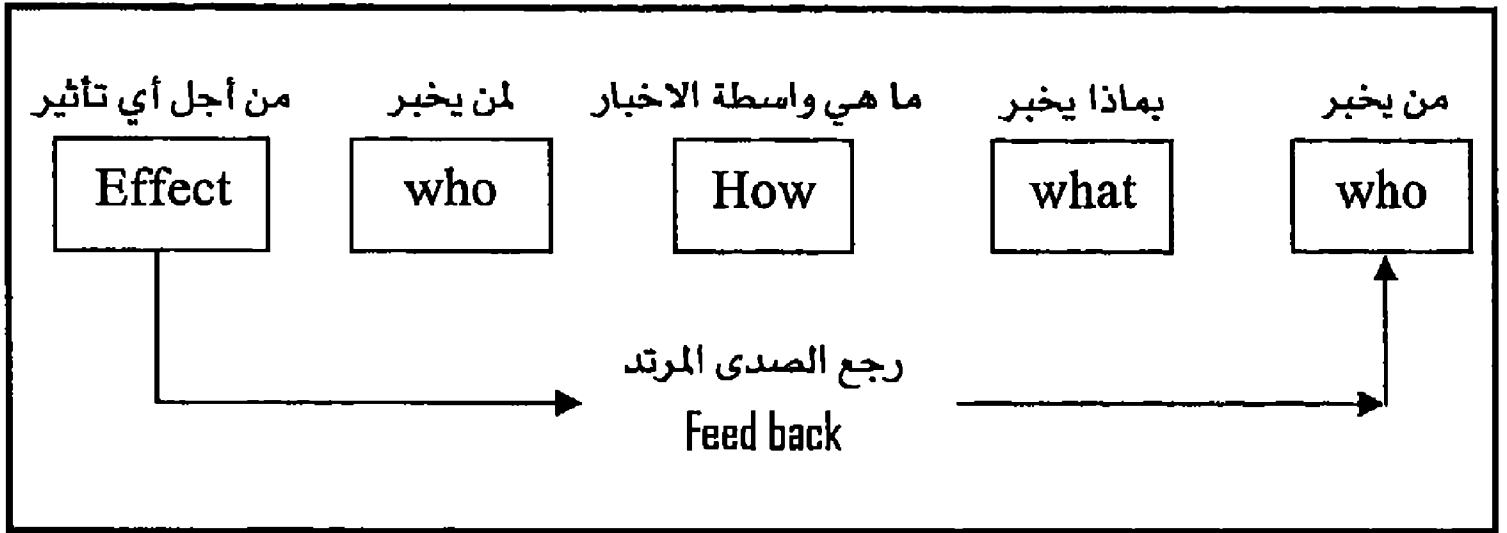 من يخبر
بماذا يخبر
ما هي واسطة الاخبار
لمن يخبر
من أجل أي تأثير
who
what
How
who
Effect
رجع الصدى المرتد
Feed back